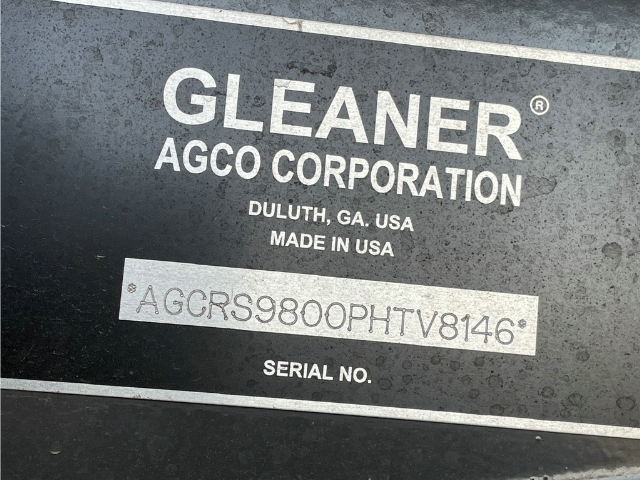 GLEANER®
AGCO CORPORATION
DULUTH, GA. USA
MADE IN USA
*AGCRS9800PHTV8146*
SERIAL NO.